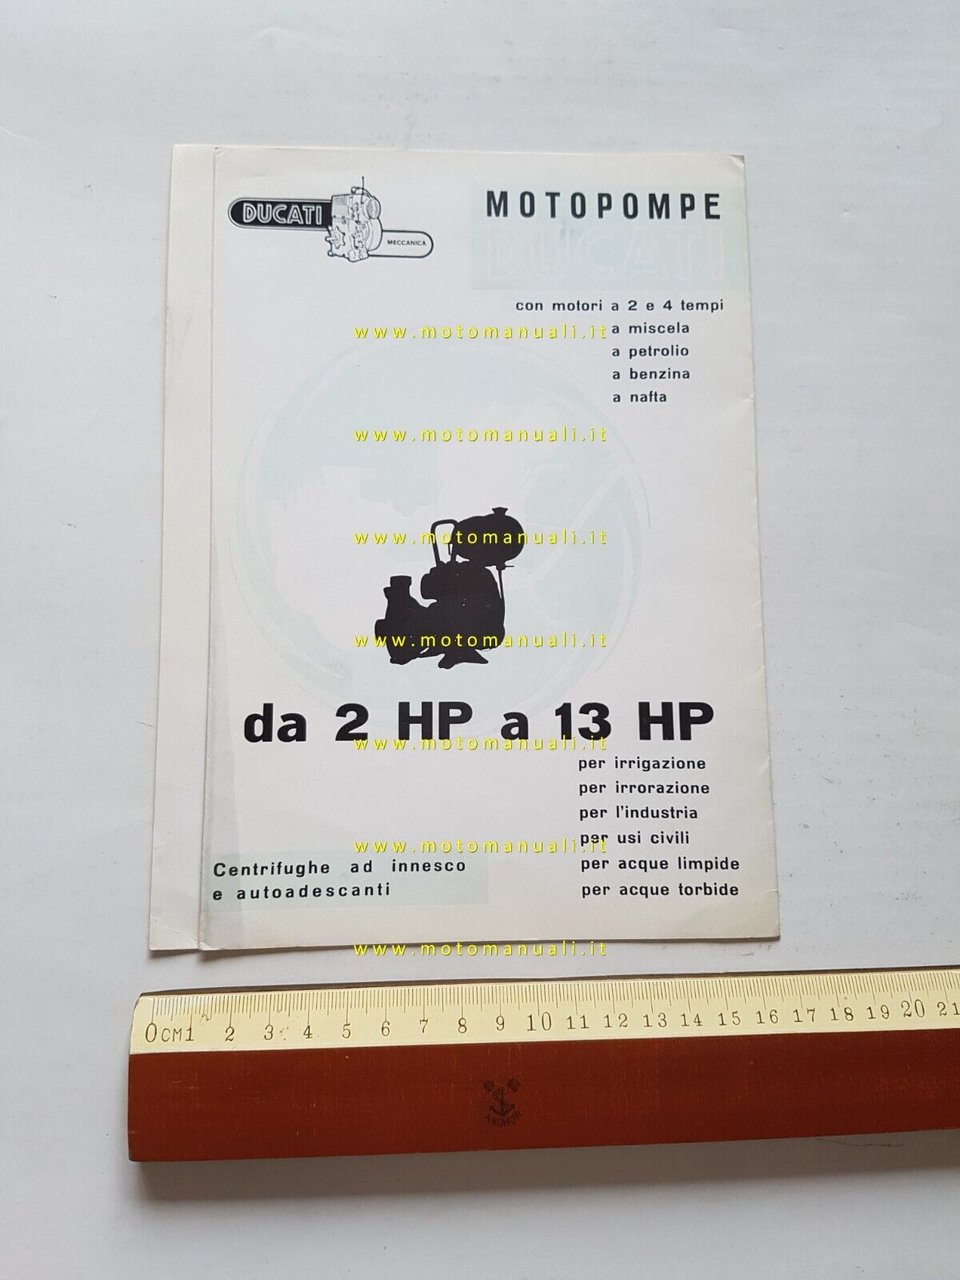 DUCATI
MECCANICA
MOTOPOMPE
DUCATI
con motori a 2 e 4 tempi
www.motomanuali.it
a miscela
a petrolio
a benzina
a nafta
www.motomanuali.it
www.motomanuali.it
www.motomanuali.it
da 2 HP a 13 HP
www.motomanuali.it
per irrigazione
per irrorazione
per l'industria
per usi civili
www.motomanuali.it
per acque limpide
per acque torbide
Centrifughe ad innesco
e autoadescanti
www.motomanuali.it
0CM1 2 3 4 5 6 7 8 9 10 11 12 13 14 15 16 17 18 19 20 21
ANCHOR